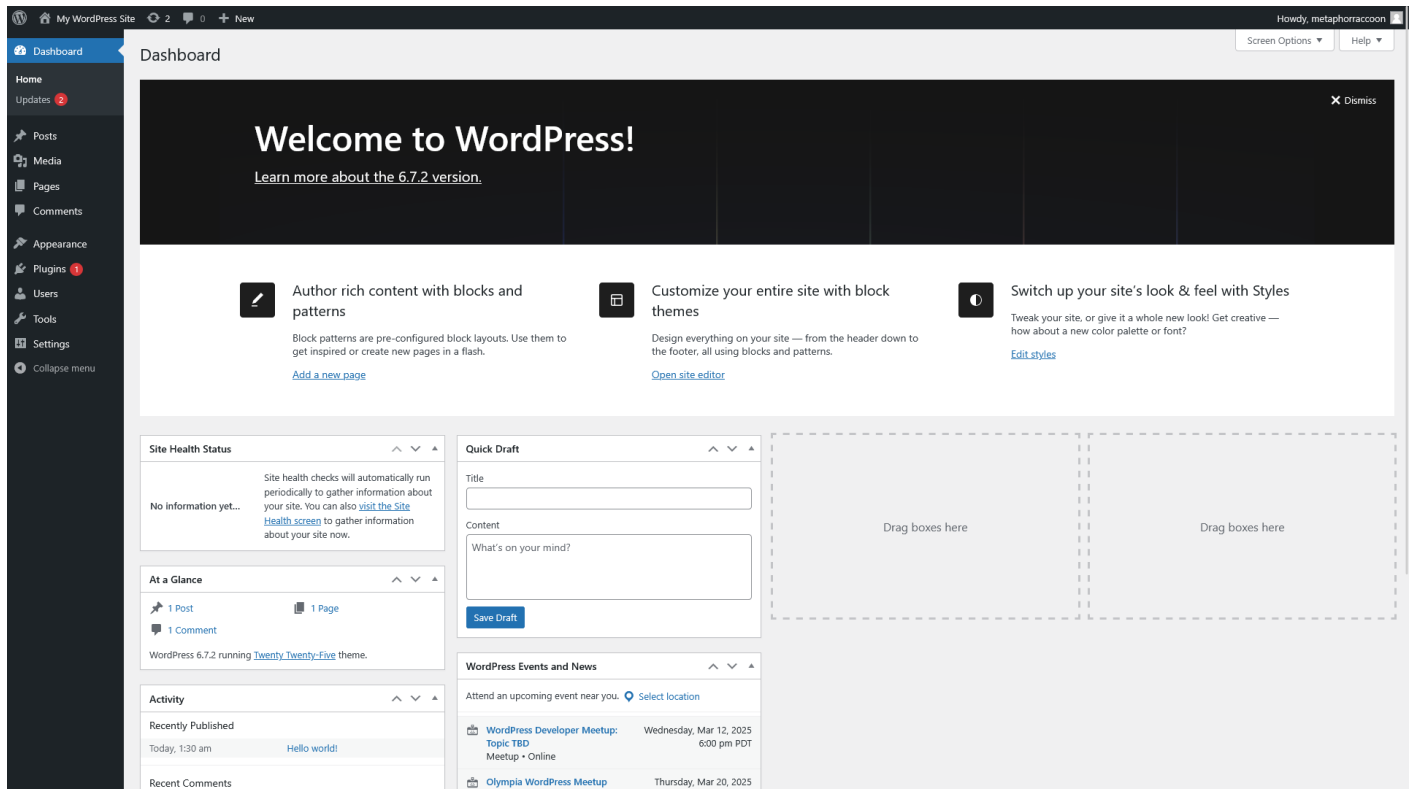 My WordPress Site 2 0 + New
Howdy, metaphorraccoon
Dashboard
Home
Updates 2
Posts
Media
Pages
Comments
Appearance
Plugins 1
Users
Tools
Settings
Collapse menu
Dashboard
Screen Options ▼
Help ▼
Dismiss
Welcome to WordPress!
Learn more about the 6.7.2 version.
Author rich content with blocks and
patterns
Block patterns are pre-configured block layouts. Use them to
get inspired or create new pages in a flash.
Add a new page
Customize your entire site with block
themes
Design everything on your site — from the header down to
the footer, all using blocks and patterns.
Open site editor
Switch up your site's look & feel with Styles
Tweak your site, or give it a whole new look! Get creative —
how about a new color palette or font?
Edit styles
Site Health Status
No information yet...
Site health checks will automatically run
periodically to gather information about
your site. You can also visit the Site
Health screen to gather information
about your site now.
At a Glance
1 Post
1 Page
1 Comment
WordPress 6.7.2 running Twenty Twenty-Five theme.
Activity
Recently Published
Today, 1:30 am Hello world!
Recent Comments
Quick Draft
Title
Content
What's on your mind?
Save Draft
WordPress Events and News
Attend an upcoming event near you. Select location
WordPress Developer Meetup:
Topic TBD
Meetup • Online
Wednesday, Mar 12, 2025
6:00 pm PDT
Olympia WordPress Meetup
Thursday, Mar 20, 2025
Drag boxes here
Drag boxes here